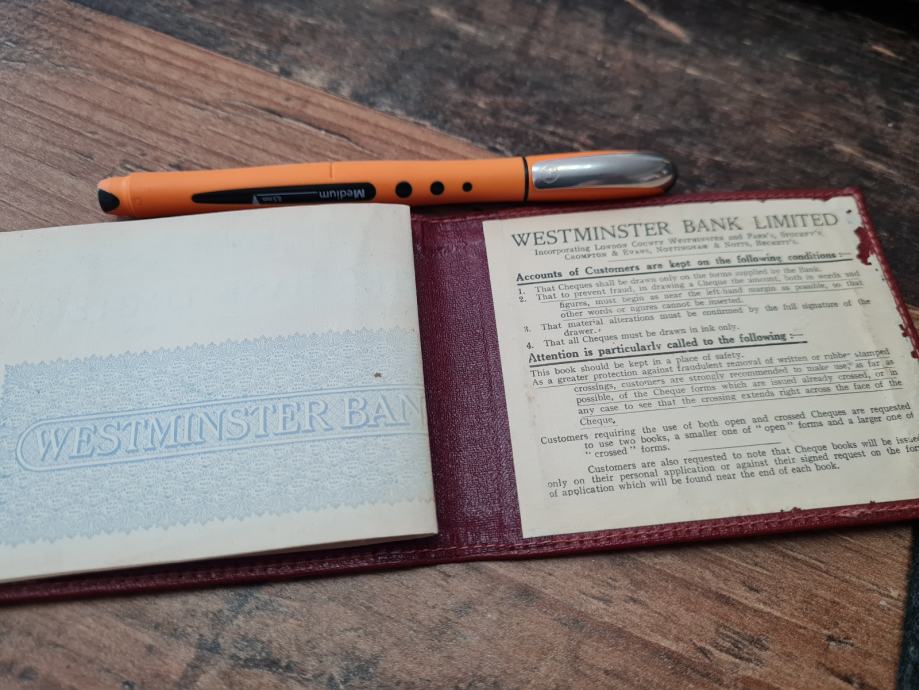 Medium
WESTMINSTER BAN
WESTMINSTER BANK LIMITED
Incorporating London County Westminster and Parr's, Stuckey's,
Crompton & Evans, Nottingham & Notts, Beckett's.
Accounts of Customers are kept on the following conditions :—
1. That Cheques shall be drawn only on the forms supplied by the Bank.
2. That to prevent fraud, in drawing a Cheque the amount, both in words and
figures, must begin as near the left-hand margin as possible, so that
other words or figures cannot be inserted.
3. That material alterations must be confirmed by the full signature of the
drawer.
4. That all Cheques must be drawn in ink only.
Attention is particularly called to the following :—
This book should be kept in a place of safety.
As a greater protection against fraudulent removal of written or rubber stamped
crossings, customers are strongly recommended to make use, as far as
possible, of the Cheque forms which are issued already crossed, or in
any case to see that the crossing extends right across the face of the
Cheque.
Customers requiring the use of both open and crossed Cheques are requested
to use two books, a smaller one of "open" forms and a larger one of
"crossed" forms.
Customers are also requested to note that Cheque books will be issued
only on their personal application or against their signed request on the form
of application which will be found near the end of each book.